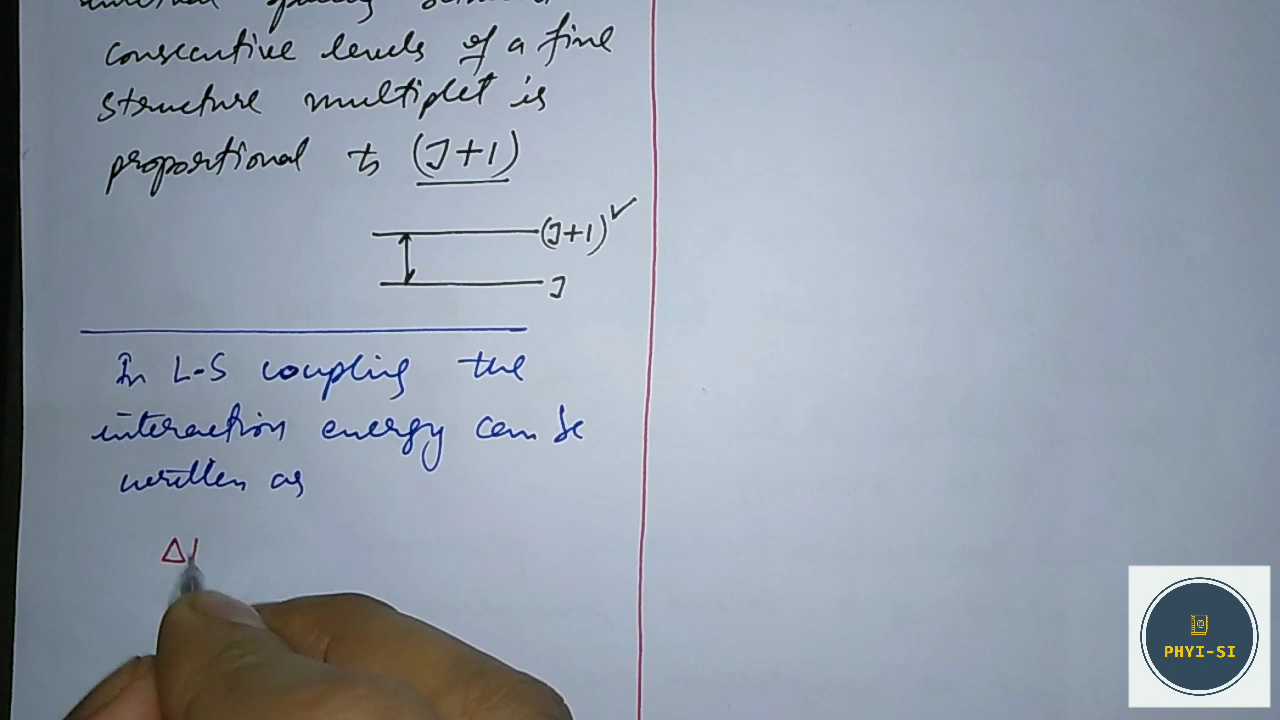 consecutive levels of a fine
structure multiplet is
proportional to (J+1)
(J+1) ✓
J
In L-S coupling the
interaction energy can be
written as
Δ
PHYI-SI